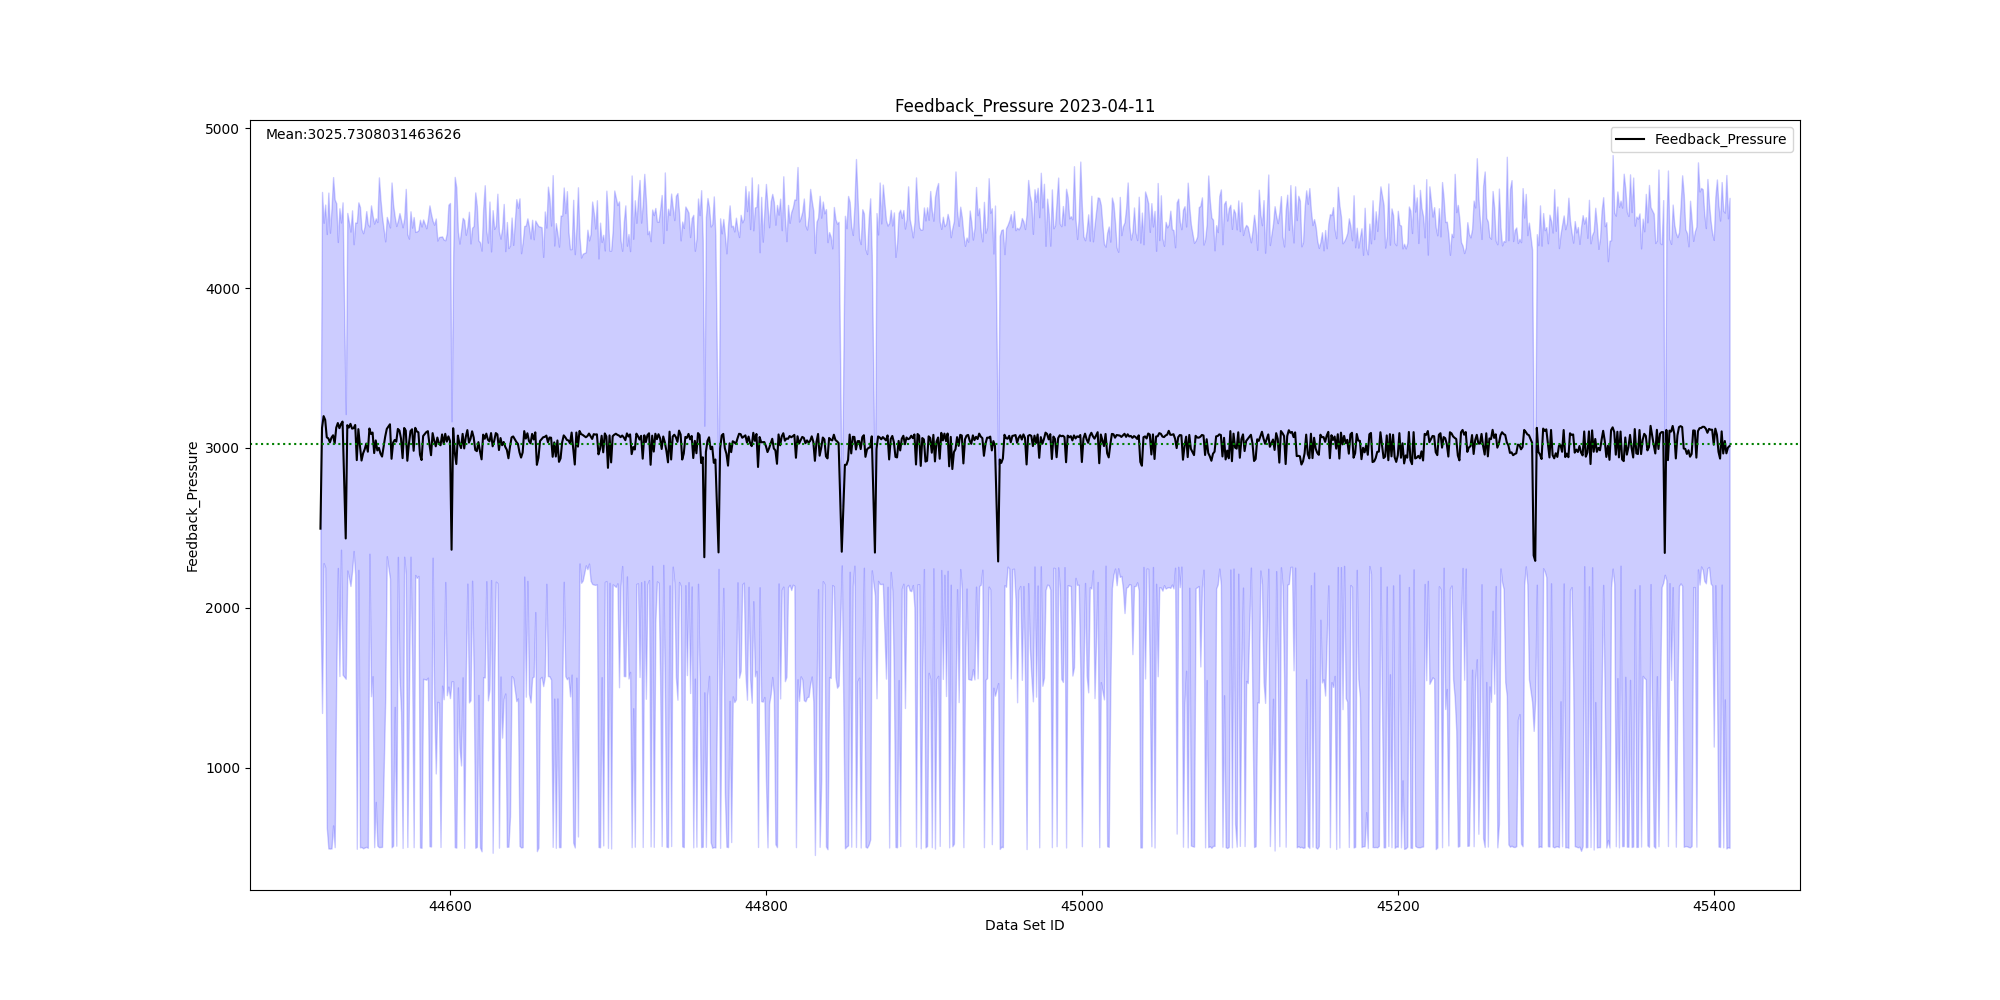 Feedback_Pressure 2023-04-11
Mean:3025.7308031463626
Feedback_Pressure
5000
4000
3000
2000
1000
Feedback_Pressure
44600
44800
45000
45200
45400
Data Set ID